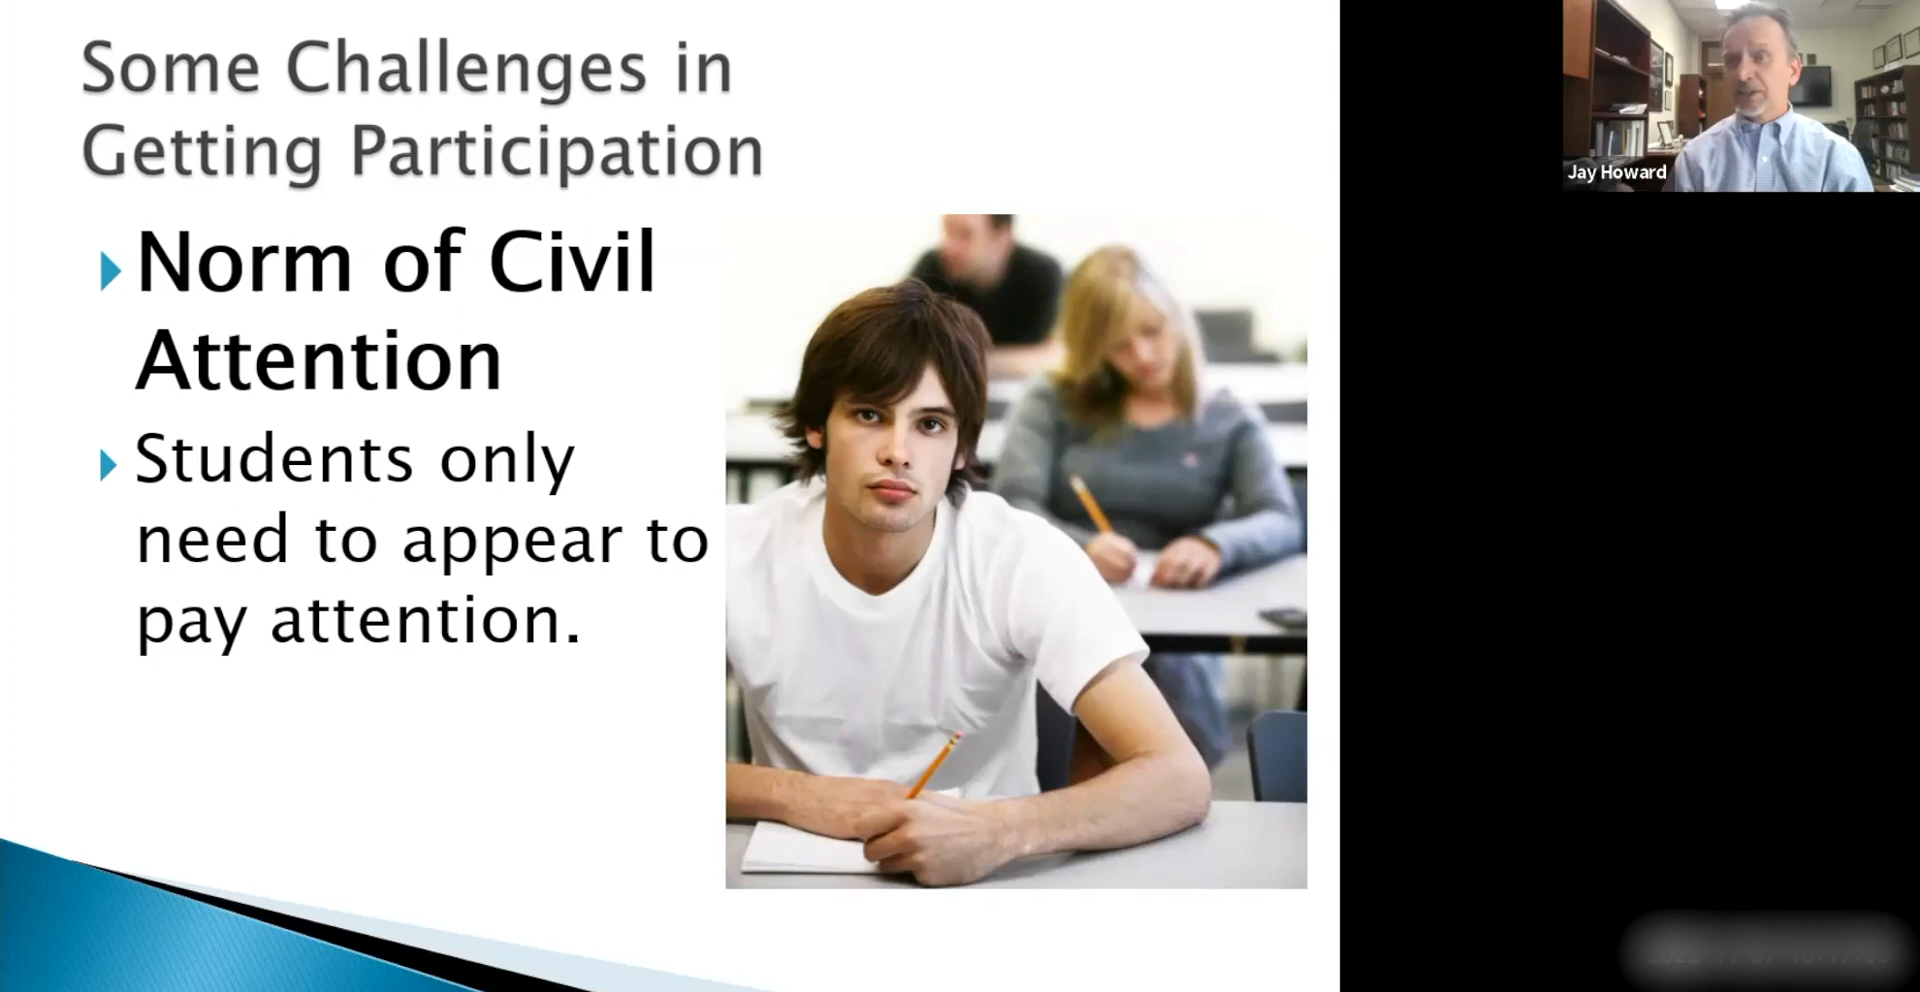 Some Challenges in
Getting Participation
Norm of Civil
Attention
Students only
need to appear to
pay attention.
Jay Howard